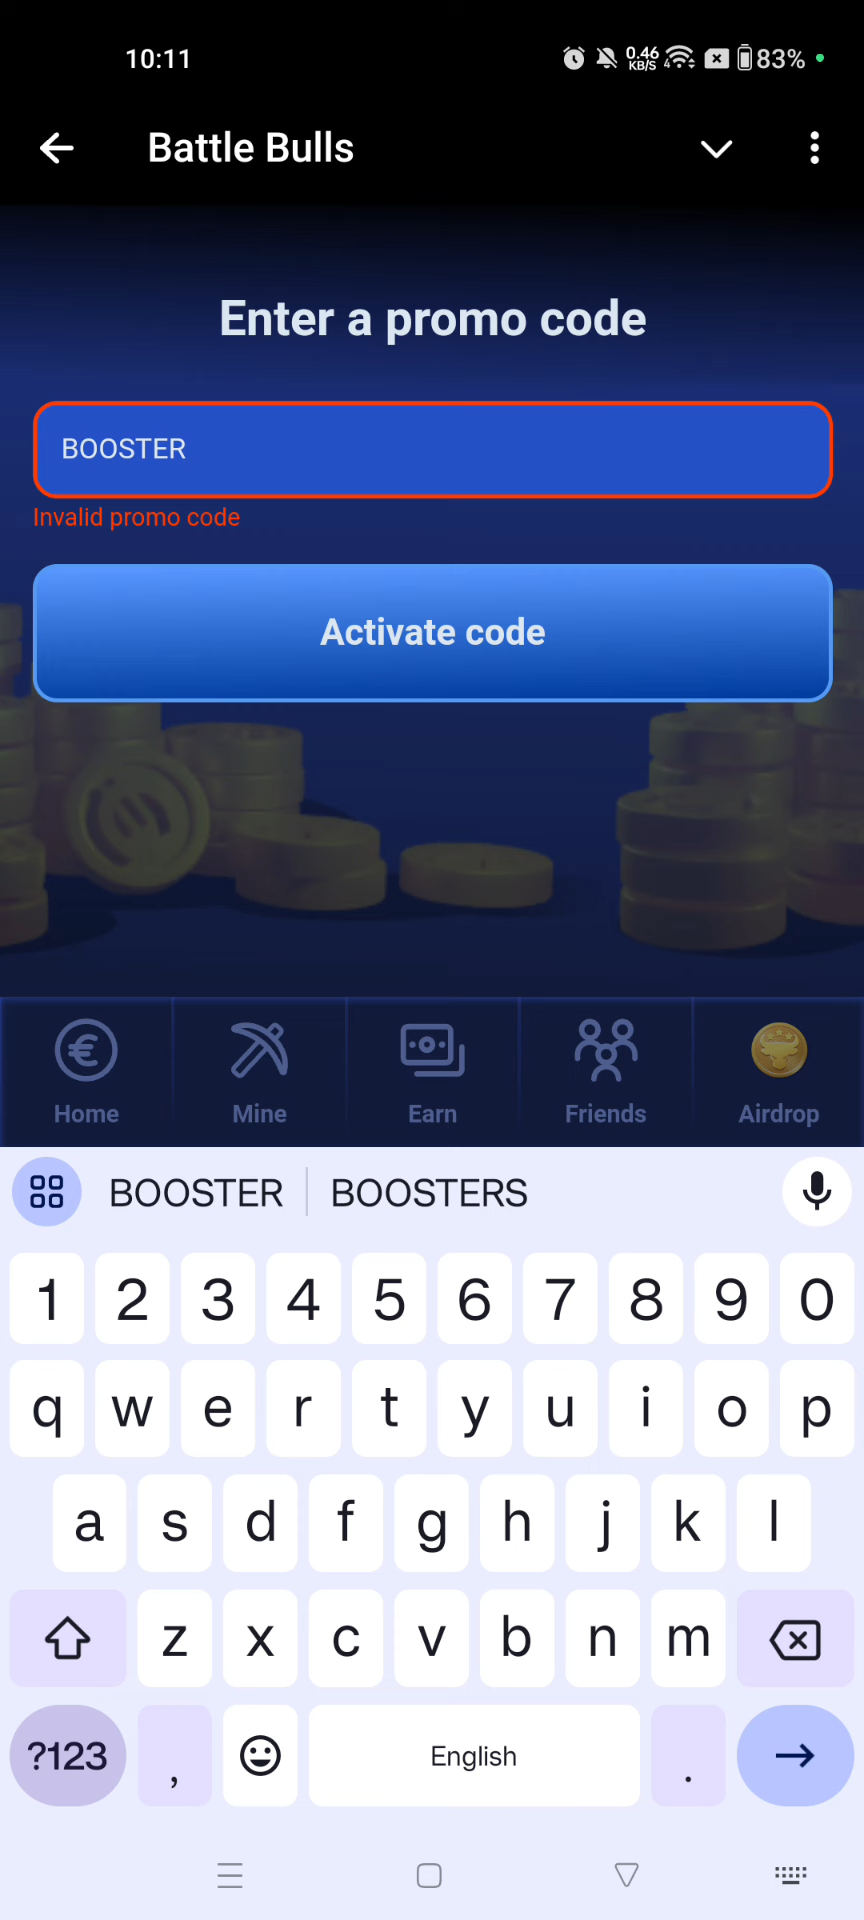 10:11
0.46 KB/S 4 83%
Battle Bulls
Enter a promo code
BOOSTER
Invalid promo code
Activate code
€
Home Mine Earn Friends Airdrop
BOOSTER BOOSTERS
1 2 3 4 5 6 7 8 9 0
q w e r t y u i o p
a s d f g h j k l
z x c v b n m
?123 , English .